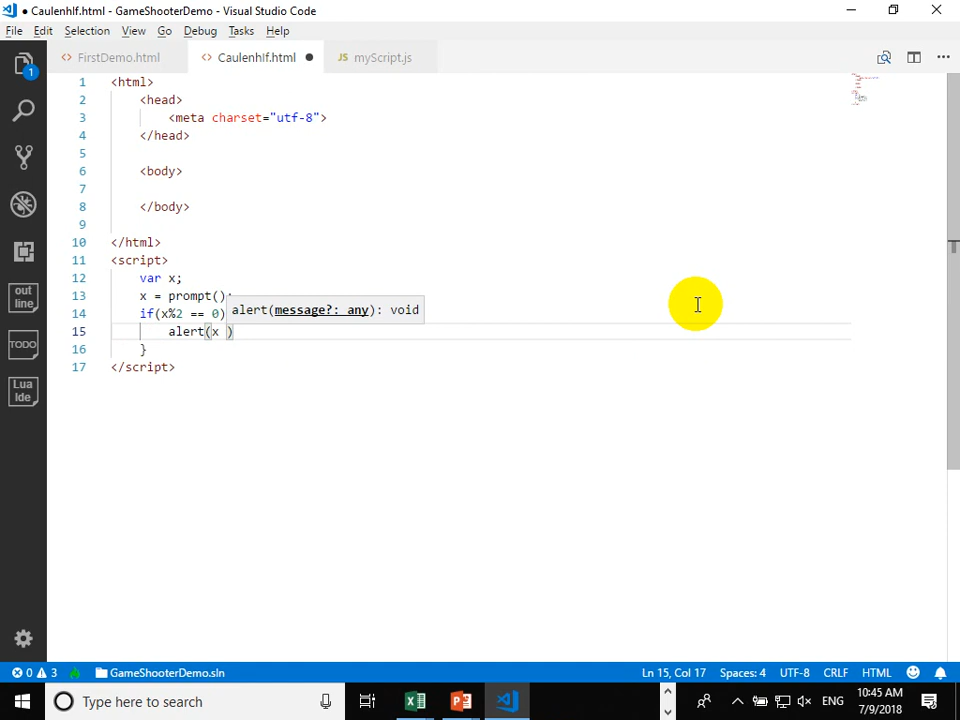 ● Caulenhlf.html - GameShooterDemo - Visual Studio Code
File Edit Selection View Go Debug Tasks Help
1
<> FirstDemo.html
<> Caulenhlf.html ●
JS myScript.js
1 <html>
2 <head>
3 <meta charset="utf-8">
4 </head>
5
6 <body>
7
8 </body>
9
10 </html>
11 <script>
12 var x;
13 x = prompt();
14 if(x%2 == 0)
alert(message?: any): void
15 alert(x )
16 }
17 </script>
out line
TODO
Lua Ide
0 3 GameShooterDemo.sln
Ln 15, Col 17 Spaces: 4 UTF-8 CRLF HTML
Type here to search
ENG
10:45 AM
7/9/2018